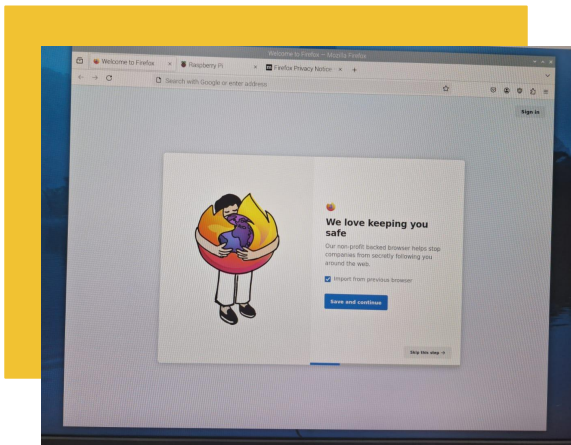 Welcome to Firefox — Mozilla Firefox
Welcome to Firefox
Raspberry Pi
Firefox Privacy Notice
Search with Google or enter address
Sign in
We love keeping you
safe
Our non-profit backed browser helps stop
companies from secretly following you
around the web.
Import from previous browser
Save and continue
Skip this step